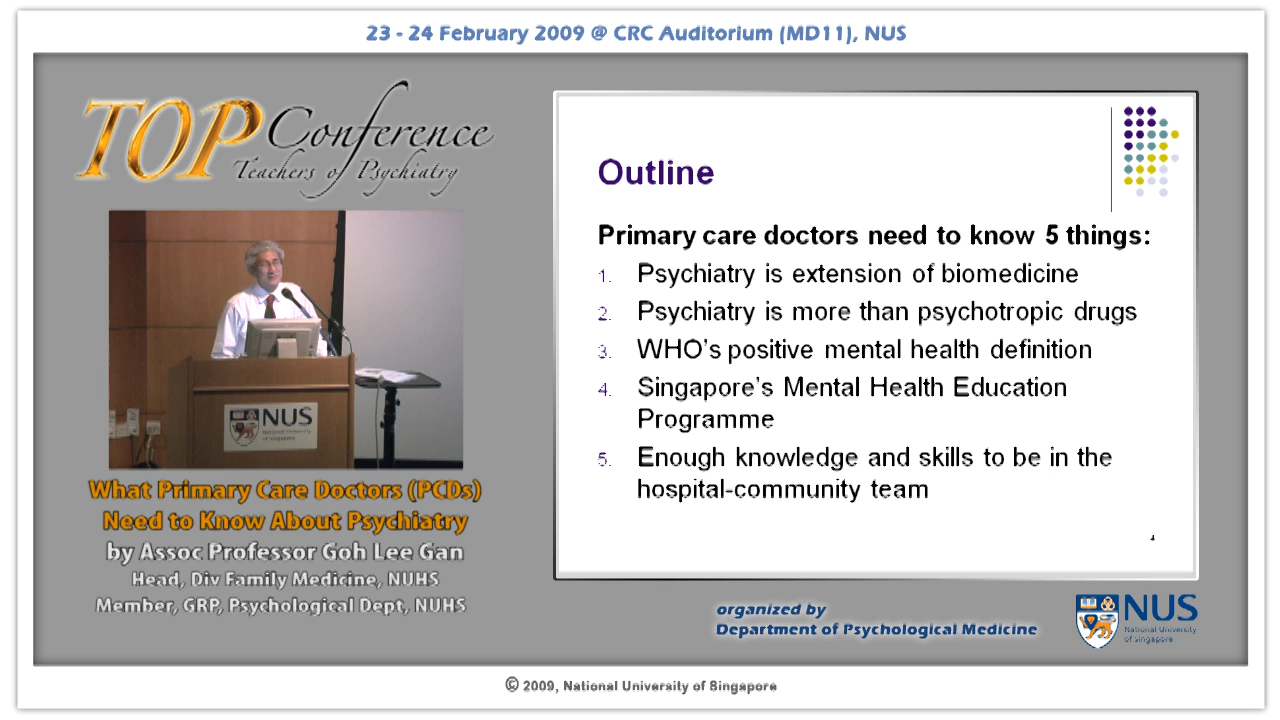 23 - 24 February 2009 @ CRC Auditorium (MD11), NUS
TOP Conference
Teachers of Psychiatry
NUS
National University
of Singapore
What Primary Care Doctors (PCDs)
Need to Know About Psychiatry
by Assoc Professor Goh Lee Gan
Head, Div Family Medicine, NUHS
Member, GRP, Psychological Dept, NUHS
Outline
Primary care doctors need to know 5 things:
1. Psychiatry is extension of biomedicine
2. Psychiatry is more than psychotropic drugs
3. WHO's positive mental health definition
4. Singapore's Mental Health Education
Programme
5. Enough knowledge and skills to be in the
hospital-community team
organized by
Department of Psychological Medicine
NUS
National University
of Singapore
© 2009, National University of Singapore